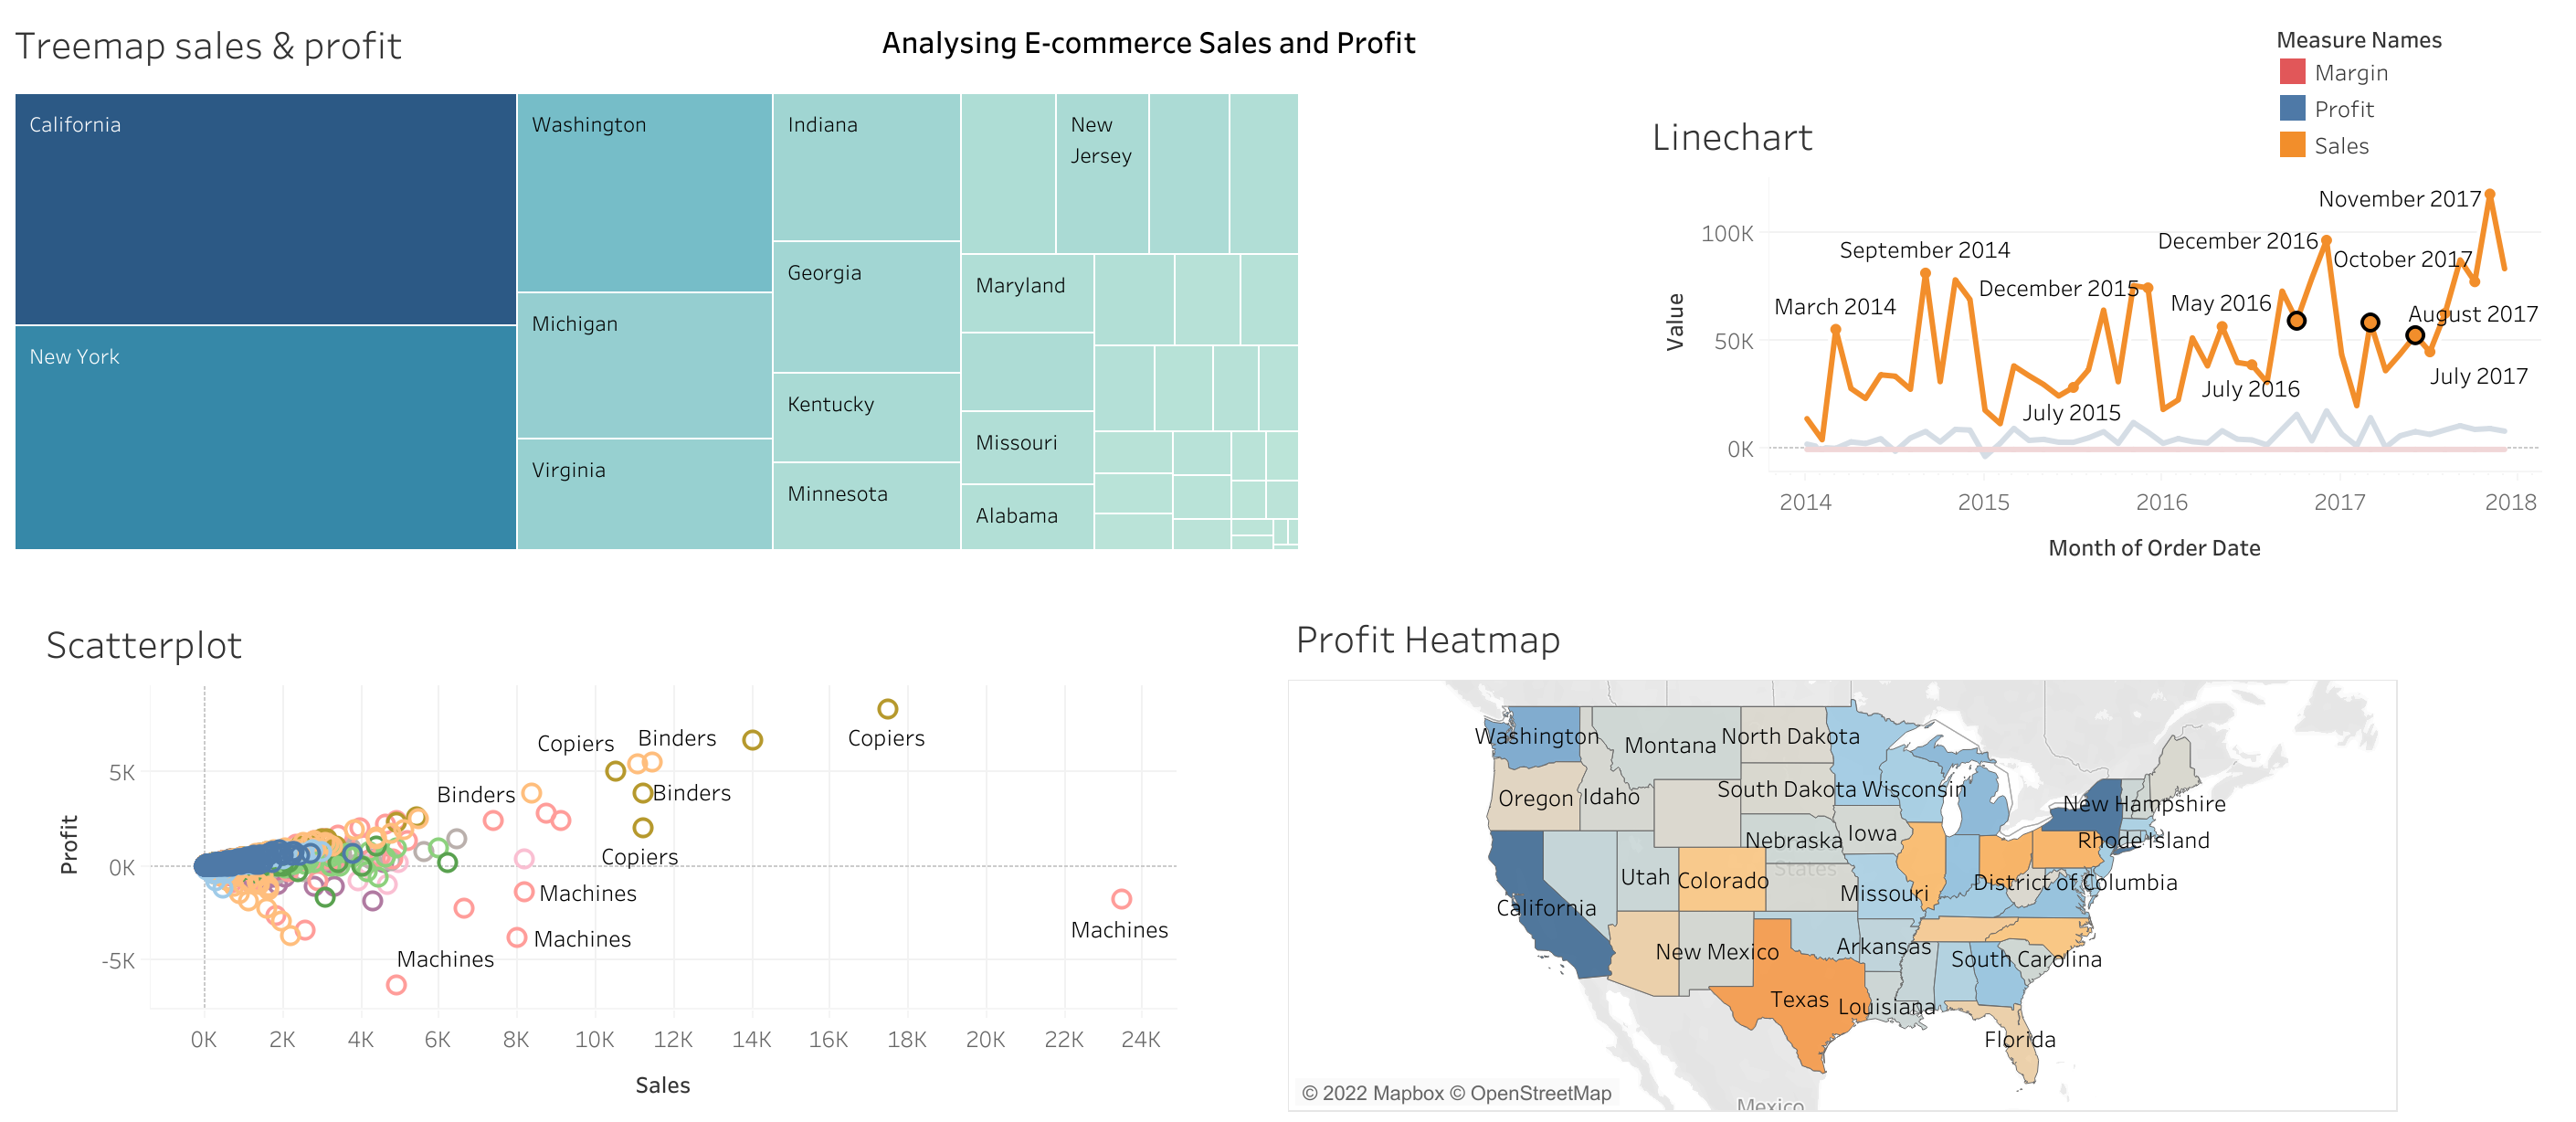 Treemap sales & profit
Analysing E-commerce Sales and Profit
Measure Names
Margin
Profit
Sales
California
New York
Washington
Michigan
Virginia
Indiana
Georgia
Kentucky
Minnesota
New
Jersey
Maryland
Missouri
Alabama
Linechart
Value
100K
50K
0K
March 2014
September 2014
December 2015
July 2015
May 2016
July 2016
December 2016
November 2017
October 2017
August 2017
July 2017
2014
2015
2016
2017
2018
Month of Order Date
Scatterplot
Profit
5K
0K
-5K
Copiers
Binders
Copiers
Binders
Binders
Copiers
Machines
Machines
Machines
Machines
0K
2K
4K
6K
8K
10K
12K
14K
16K
18K
20K
22K
24K
Sales
Profit Heatmap
Washington
Montana
North Dakota
Oregon
Idaho
South Dakota
Wisconsin
New Hampshire
Nebraska
Iowa
Rhode Island
States
Utah
Colorado
Missouri
District of Columbia
California
New Mexico
Arkansas
South Carolina
Texas
Louisiana
Florida
© 2022 Mapbox © OpenStreetMap
Mexico